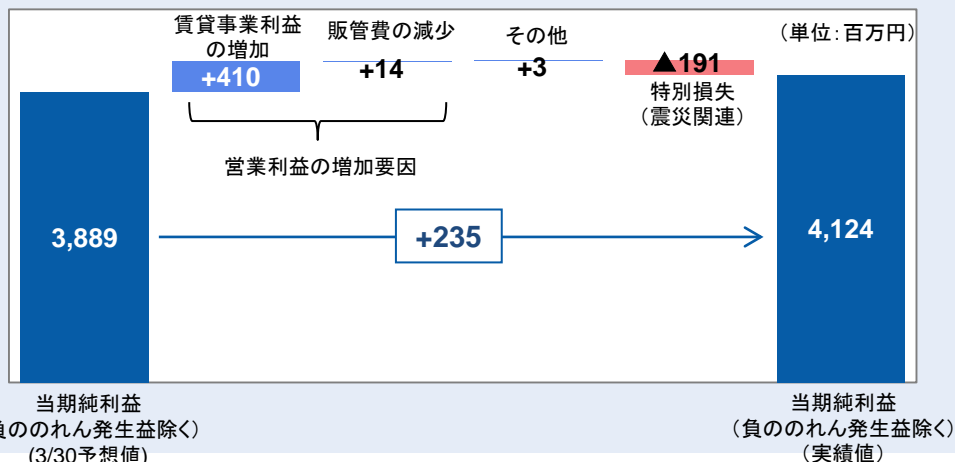 (単位:百万円)
賃貸事業利益
の増加
+410
販管費の減少
+14
その他
+3
▲191
特別損失
(震災関連)
営業利益の増加要因
3,889
+235
4,124
当期純利益
負ののれん発生益除く)
(3/30予想値)
当期純利益
(負ののれん発生益除く)
(実績値)